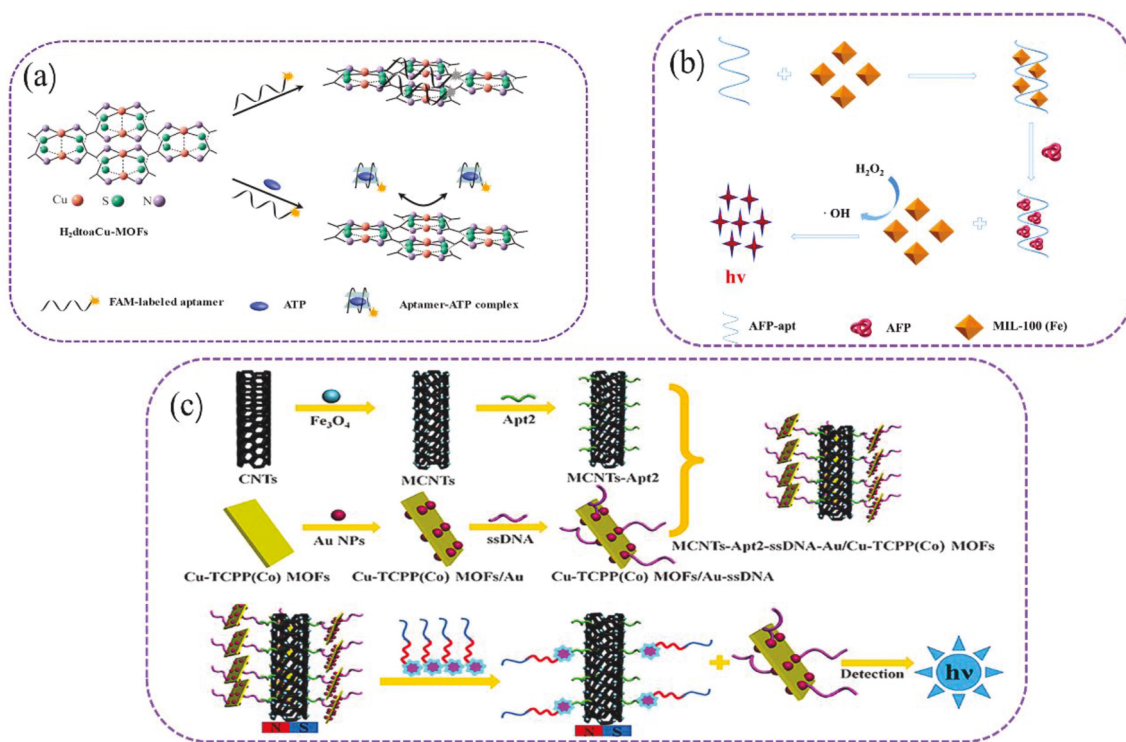 (a)
Cu S N
H₂dtoaCu-MOFs
FAM-labeled aptamer ATP Aptamer-ATP complex
(b)
H₂O₂
· OH
hv
AFP-apt AFP MIL-100 (Fe)
(c)
Fe₃O₄ Apt2
CNTs MCNTs MCNTs-Apt2
Au NPs ssDNA
MCNTs-Apt2-ssDNA-Au/Cu-TCPP(Co) MOFs
Cu-TCPP(Co) MOFs Cu-TCPP(Co) MOFs/Au Cu-TCPP(Co) MOFs/Au-ssDNA
Detection
hν
N S N S